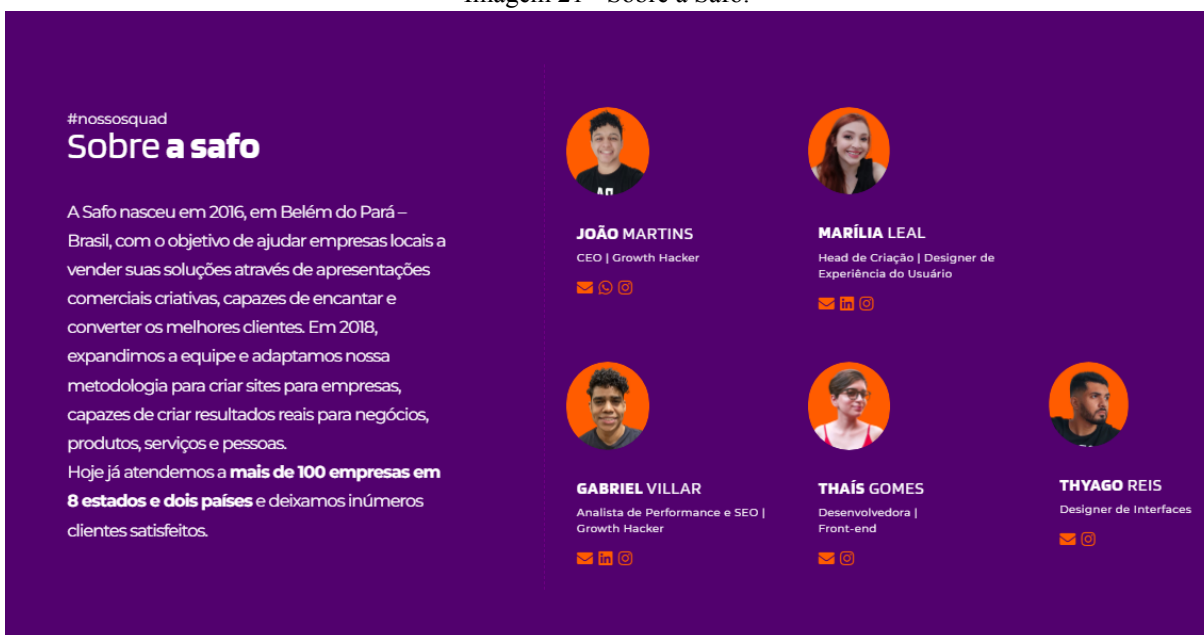 Imagem 21 - Sobre a Safo.
#nossosquad
Sobre a safo
A Safo nasceu em 2016, em Belém do Pará –
Brasil, com o objetivo de ajudar empresas locais a
vender suas soluções através de apresentações
comerciais criativas, capazes de encantar e
converter os melhores clientes. Em 2018,
expandimos a equipe e adaptamos nossa
metodologia para criar sites para empresas,
capazes de criar resultados reais para negócios,
produtos, serviços e pessoas.
Hoje já atendemos a mais de 100 empresas em
8 estados e dois países e deixamos inúmeros
clientes satisfeitos.
JOÃO MARTINS
CEO | Growth Hacker
MARÍLIA LEAL
Head de Criação | Designer de
Experiência do Usuário
GABRIEL VILLAR
Analista de Performance e SEO |
Growth Hacker
THAÍS GOMES
Desenvolvedora |
Front-end
THYAGO REIS
Designer de Interfaces